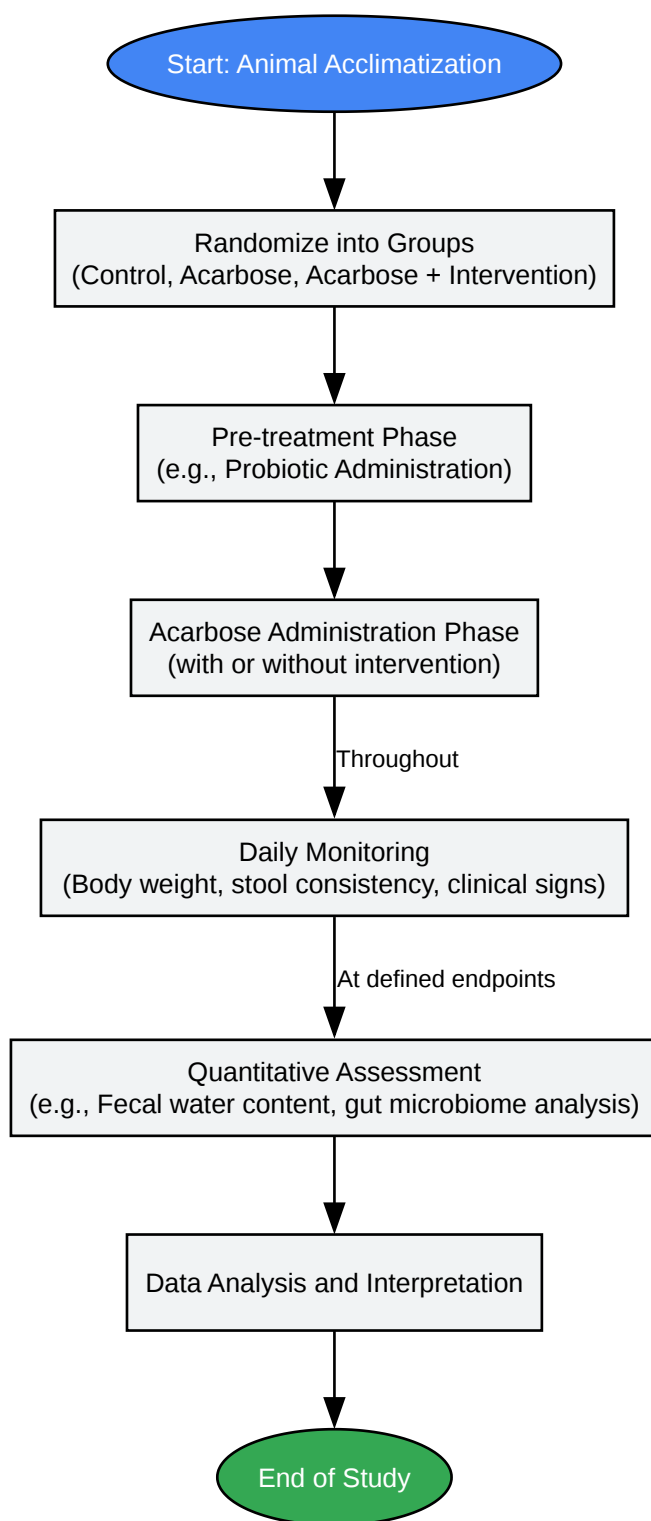 Start: Animal Acclimatization
Randomize into Groups
(Control, Acarbose, Acarbose + Intervention)
Pre-treatment Phase
(e.g., Probiotic Administration)
Acarbose Administration Phase
(with or without intervention)
Throughout
Daily Monitoring
(Body weight, stool consistency, clinical signs)
At defined endpoints
Quantitative Assessment
(e.g., Fecal water content, gut microbiome analysis)
Data Analysis and Interpretation
End of Study